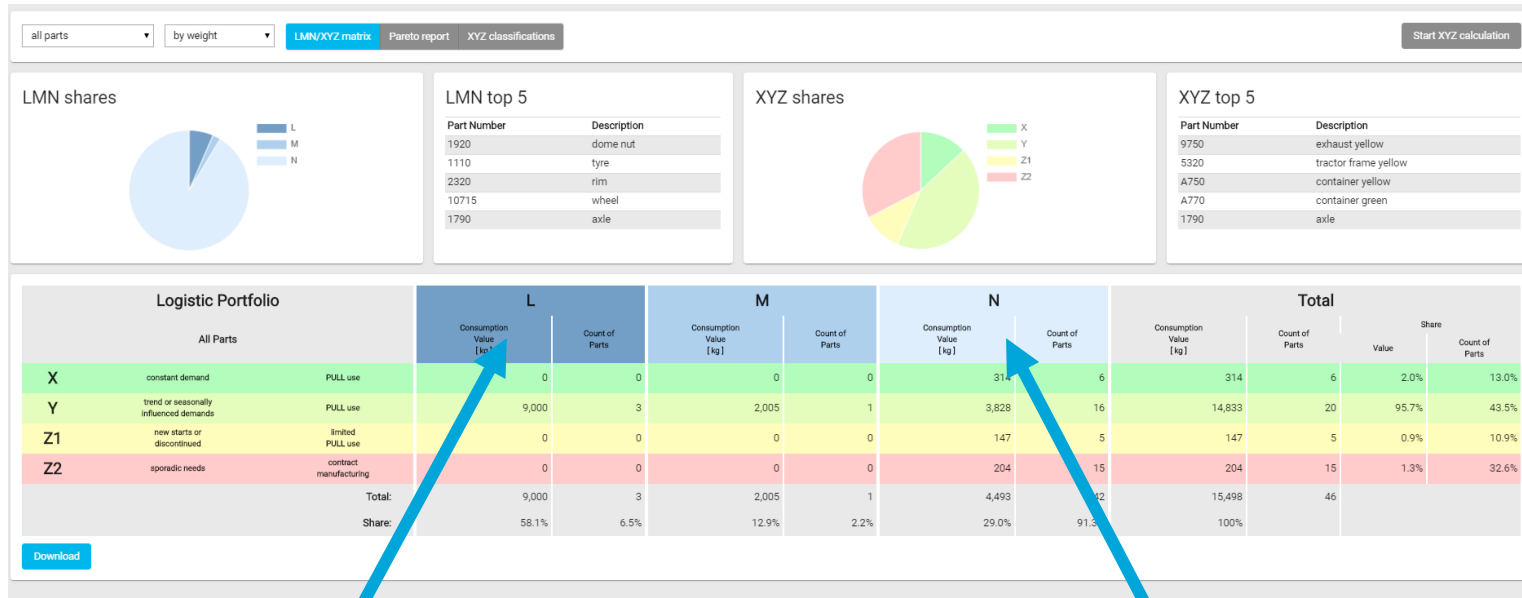 all parts by weight LMN/XYZ matrix Pareto report XYZ classifications Start XYZ calculation
LMN shares
L
M
N
LMN top 5
Part Number Description
1920 dome nut
1110 tyre
2320 rim
10715 wheel
1790 axle
XYZ shares
X
Y
Z1
Z2
XYZ top 5
Part Number Description
9750 exhaust yellow
5320 tractor frame yellow
A750 container yellow
A770 container green
1790 axle
Logistic Portfolio L M N Total
All Parts
Consumption Value [kg] Count of Parts Consumption Value [kg] Count of Parts Consumption Value [kg] Count of Parts Consumption Value [kg] Count of Parts Share
Value Count of Parts
X constant demand PULL use 0 0 0 0 314 6 314 6 2.0% 13.0%
Y trend or seasonally influenced demands PULL use 9,000 3 2,005 1 3,828 16 14,833 20 95.7% 43.5%
Z1 new starts or discontinued limited PULL use 0 0 0 0 147 5 147 5 0.9% 10.9%
Z2 sporadic needs contract manufacturing 0 0 0 0 204 15 204 15 1.3% 32.6%
Total: 9,000 3 2,005 1 4,493 42 15,498 46
Share: 58.1% 6.5% 12.9% 2.2% 29.0% 91.3% 100%
Download